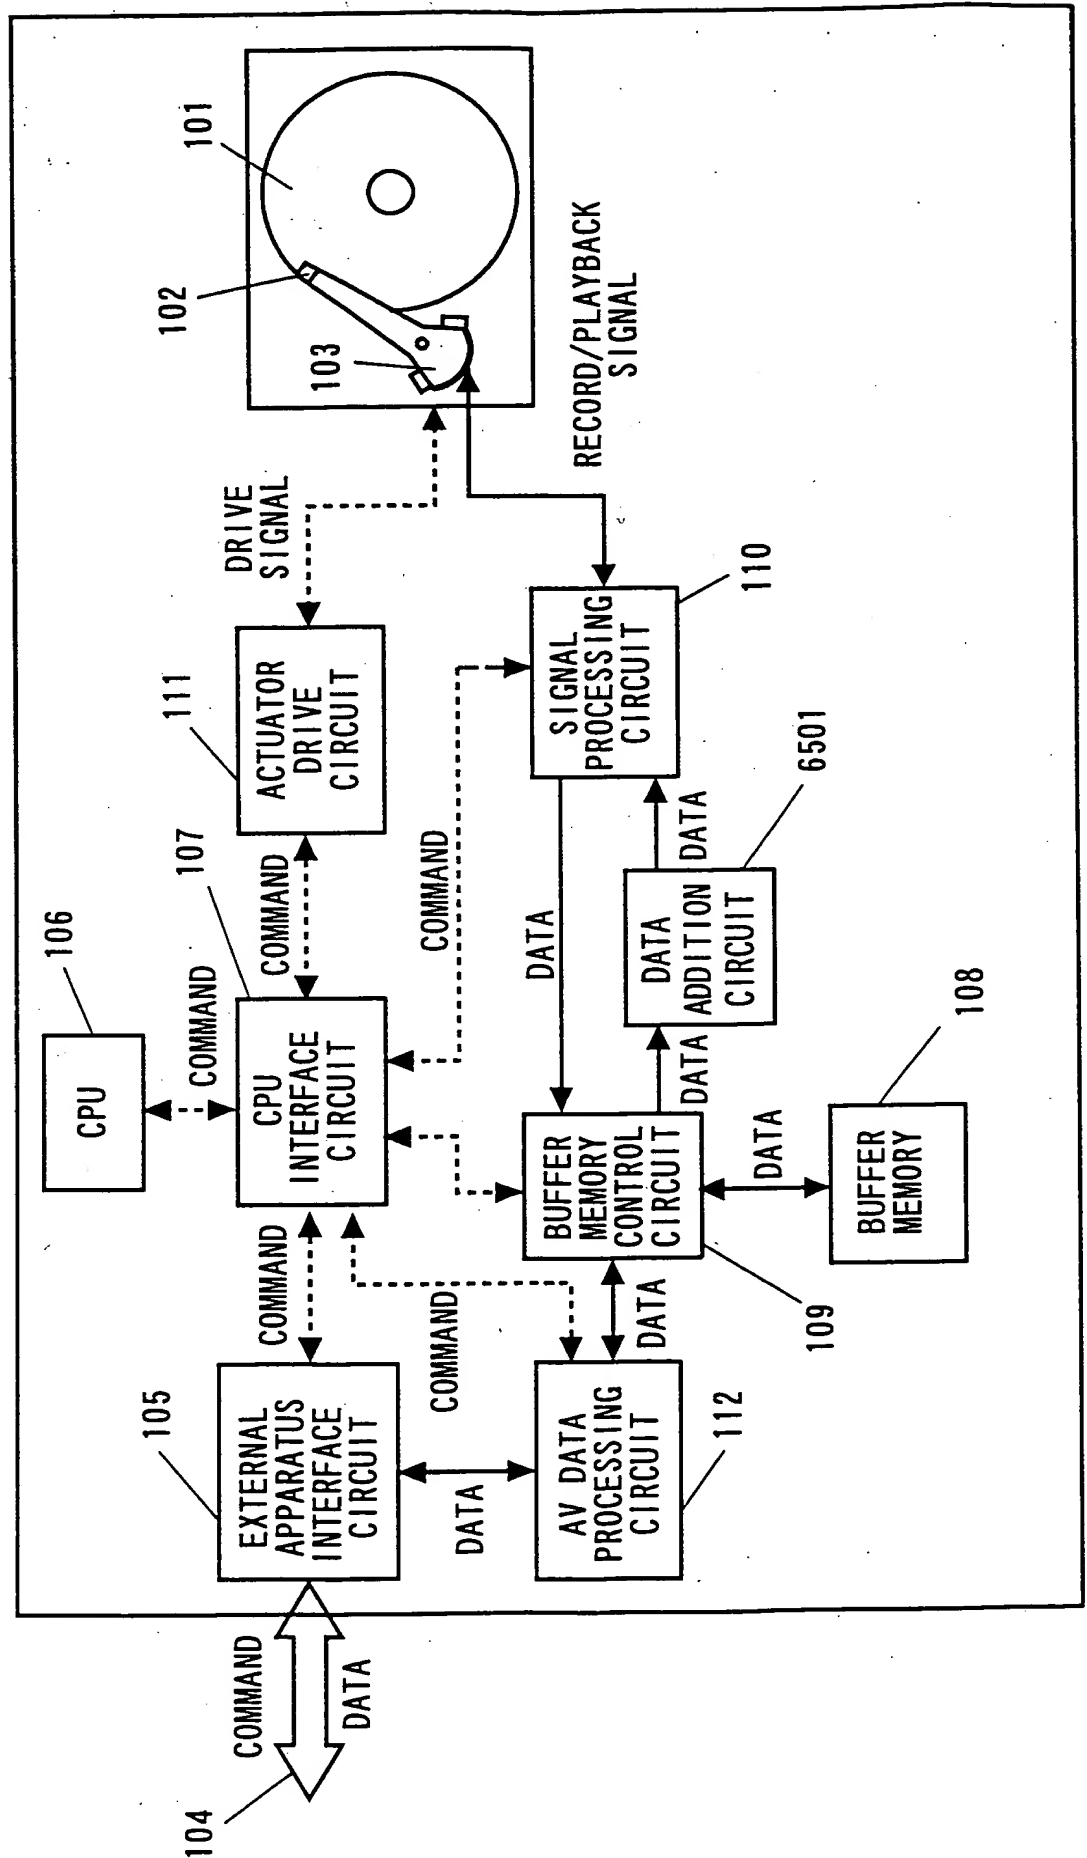 104
COMMAND
DATA
105
EXTERNAL
APPARATUS
INTERFACE
CIRCUIT
COMMAND
106
CPU
COMMAND
107
CPU
INTERFACE
CIRCUIT
COMMAND
111
ACTUATOR
DRIVE
CIRCUIT
DRIVE
SIGNAL
101
102
103
RECORD/PLAYBACK
SIGNAL
COMMAND
COMMAND
DATA
AV DATA
PROCESSING
CIRCUIT
112
DATA
BUFFER
MEMORY
CONTROL
CIRCUIT
109
DATA
BUFFER
MEMORY
108
DATA
DATA
DATA
ADDITION
CIRCUIT
6501
DATA
SIGNAL
PROCESSING
CIRCUIT
110